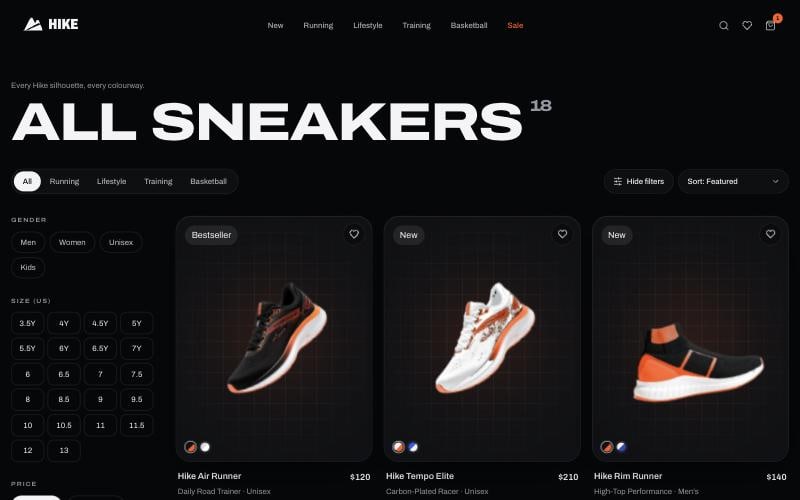 HIKE
New Running Lifestyle Training Basketball Sale
1
Every Hike silhouette, every colourway.
ALL SNEAKERS 18
All Running Lifestyle Training Basketball
Hide filters
Sort: Featured
GENDER
Men Women Unisex
Kids
SIZE (US)
3.5Y 4Y 4.5Y 5Y
5.5Y 6Y 6.5Y 7Y
6 6.5 7 7.5
8 8.5 9 9.5
10 10.5 11 11.5
12 13
PRICE
Bestseller
Hike Air Runner $120
Daily Road Trainer · Unisex
New
Hike Tempo Elite $210
Carbon-Plated Racer · Unisex
New
Hike Rim Runner $140
High-Top Performance · Men's